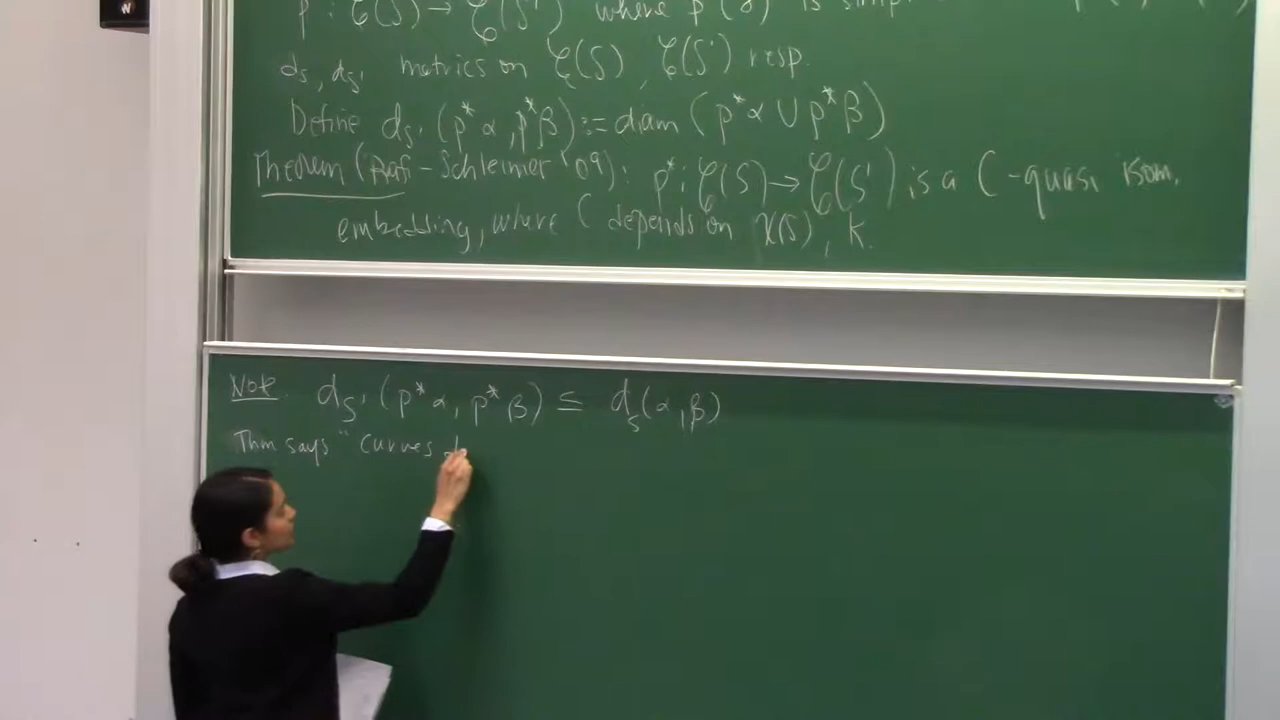 p : C(S) → C(S') where p*(γ) is simpl
d_S, d_S' metrics on C(S), C(S') resp.
Define d_S' (p*α, p*β) := diam (p*α ∪ p*β)
Theorem (Rafi-Schleimer '09): p* : C(S) → C(S') is a C-quasi isom.
embedding, where C depends on χ(S), k.
Note d_S' (p*α, p*β) ≤ d_S(α, β)
Thm says "Curves d